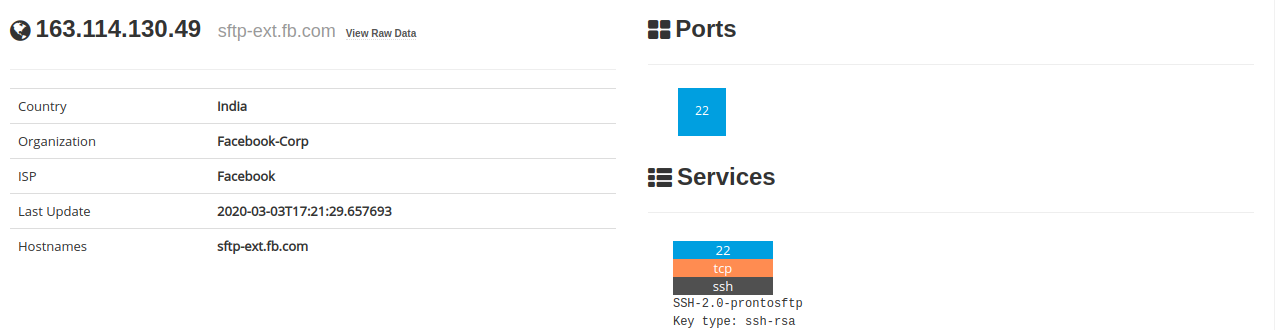 163.114.130.49 sftp-ext.fb.com View Raw Data
Country India
Organization Facebook-Corp
ISP Facebook
Last Update 2020-03-03T17:21:29.657693
Hostnames sftp-ext.fb.com
Ports
22
Services
22
tcp
ssh
SSH-2.0-prontosftp
Key type: ssh-rsa